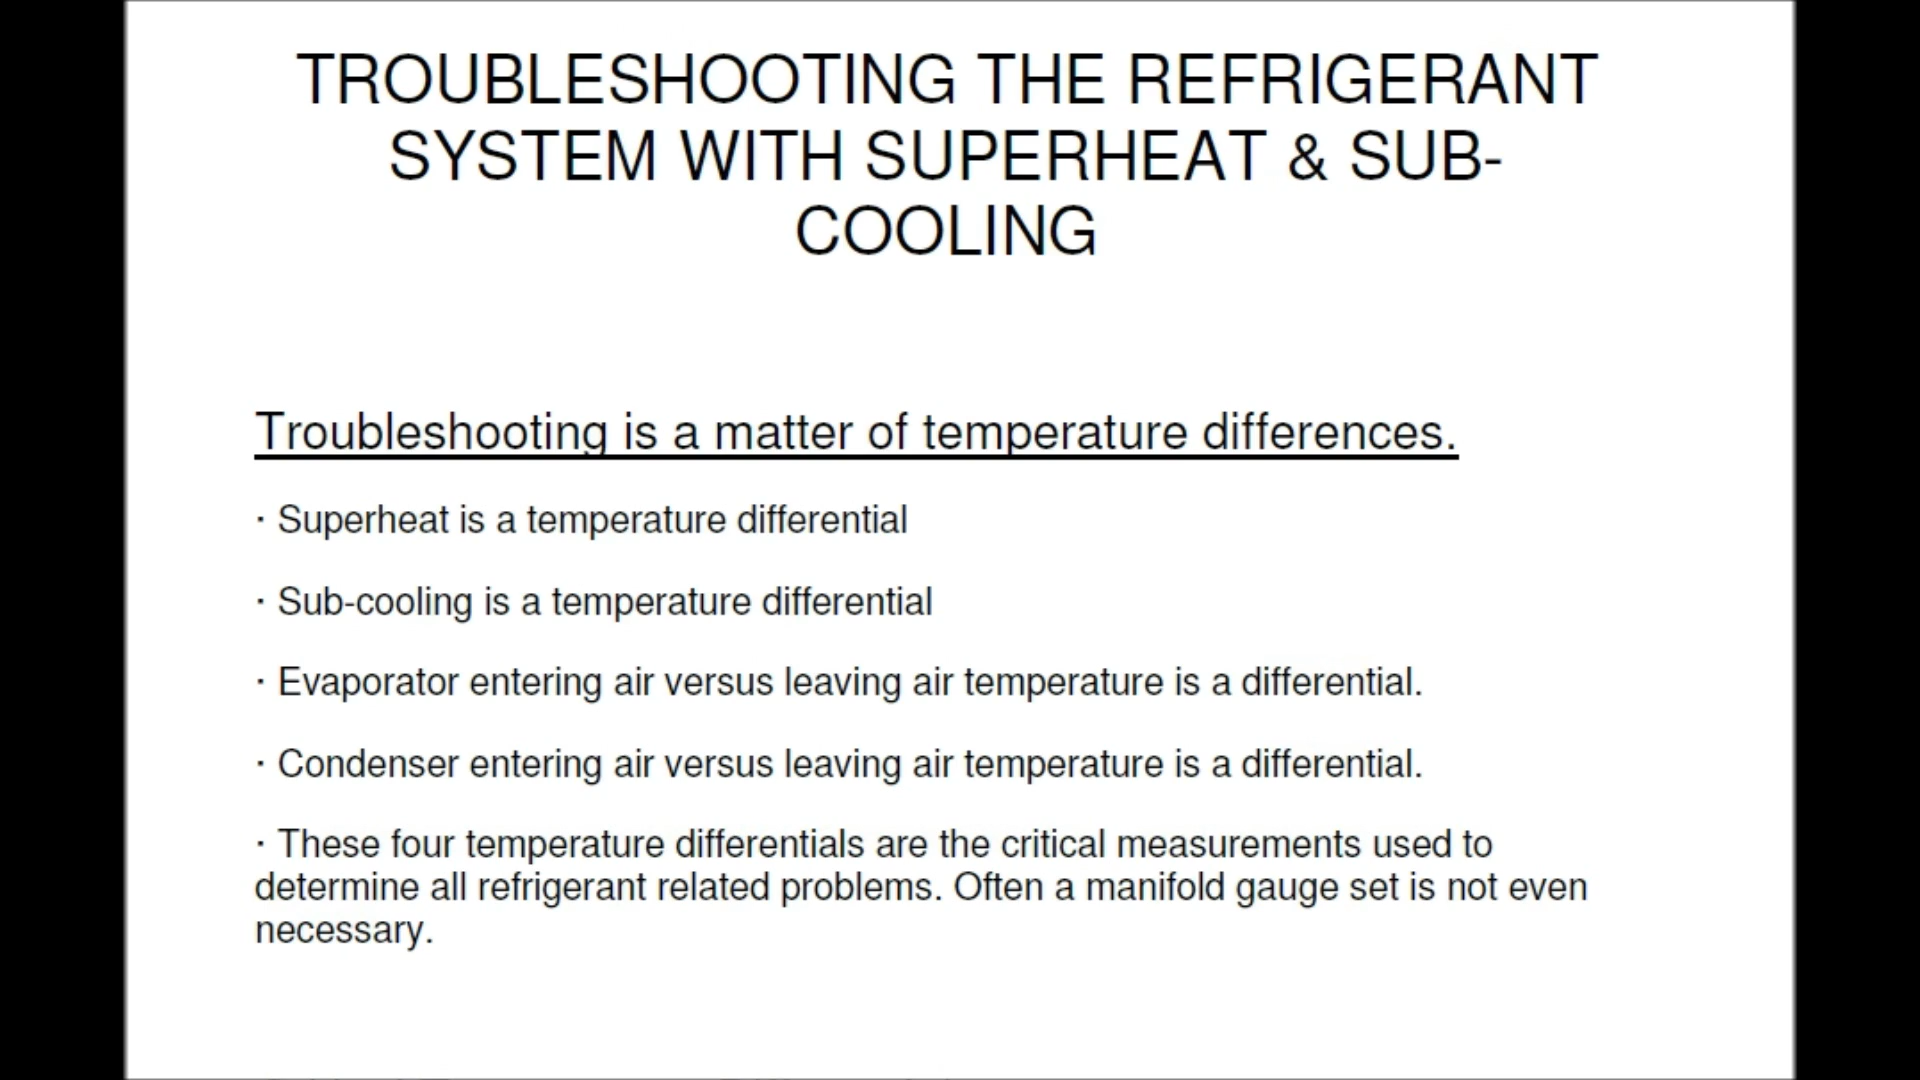 TROUBLESHOOTING THE REFRIGERANT
SYSTEM WITH SUPERHEAT & SUB-
COOLING
Troubleshooting is a matter of temperature differences.
· Superheat is a temperature differential
· Sub-cooling is a temperature differential
· Evaporator entering air versus leaving air temperature is a differential.
· Condenser entering air versus leaving air temperature is a differential.
· These four temperature differentials are the critical measurements used to
determine all refrigerant related problems. Often a manifold gauge set is not even
necessary.